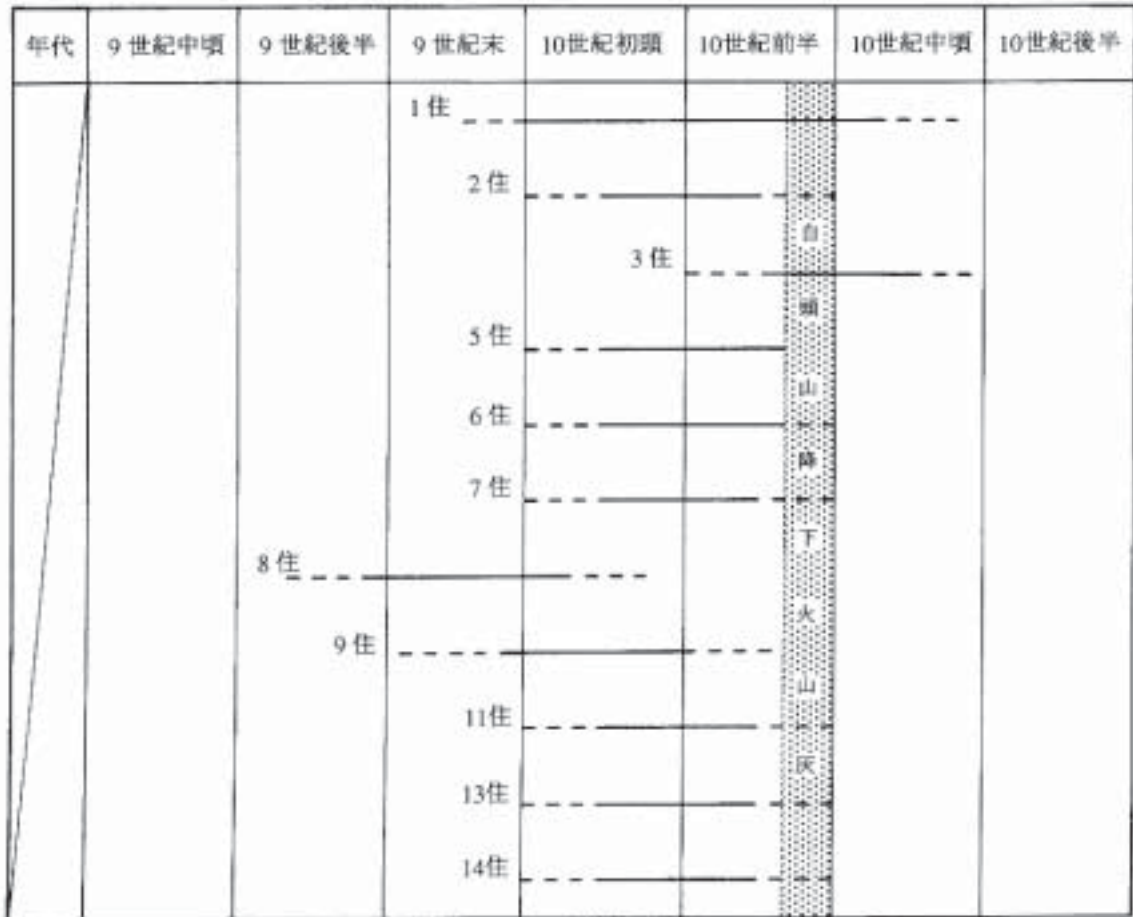 年代 9世紀中頃 9世紀後半 9世紀末 10世紀初頭 10世紀前半 10世紀中頃 10世紀後半
1住
2住
3住
5住
6住
7住
8住
9住
11住
13住
14住
白頭山降下火山灰